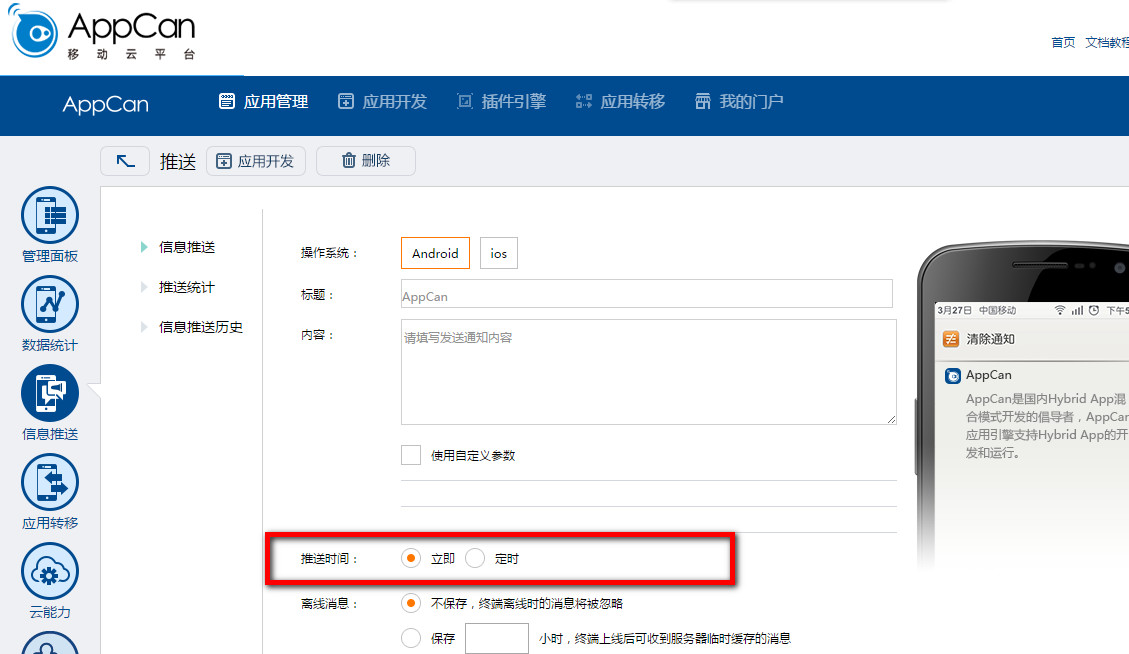 AppCan
移 动 云 平 台
首页 文档教程
AppCan 应用管理 应用开发 插件引擎 应用转移 我的门户
推送 应用开发 删除
管理面板
数据统计
信息推送
应用转移
云能力
信息推送
推送统计
信息推送历史
操作系统： Android ios
标题： AppCan
内容： 请填写发送通知内容
使用自定义参数
推送时间： 立即 定时
离线消息： 不保存，终端离线时的消息将被忽略
保存 小时，终端上线后可收到服务器临时缓存的消息
3月27日 中国移动 下午5
清除通知
AppCan
AppCan是国内Hybrid App混
合模式开发的倡导者，AppCan
应用引擎支持Hybrid App的开
发和运行。